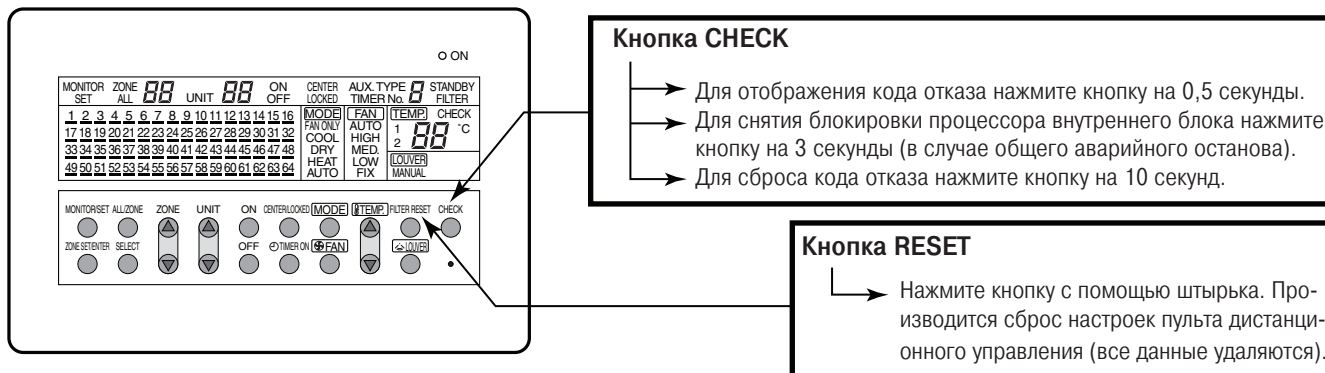 ON
MONITOR ZONE 88 UNIT 88 ON CENTER AUX. TYPE 8 STANDBY
SET ALL OFF LOCKED TIMER No. FILTER
1 2 3 4 5 6 7 8 9 10 11 12 13 14 15 16 MODE FAN TEMP. CHECK
FAN ONLY AUTO 1 88 °C
17 18 19 20 21 22 23 24 25 26 27 28 29 30 31 32 COOL HIGH 2
33 34 35 36 37 38 39 40 41 42 43 44 45 46 47 48 DRY MED.
HEAT LOW LOUVER
49 50 51 52 53 54 55 56 57 58 59 60 61 62 63 64 AUTO FIX MANUAL
MONITOR/SET ALL/ZONE ZONE UNIT ON CENTER/LOCKED MODE TEMP. FILTER RESET CHECK
ZONE SET/ENTER SELECT OFF TIMER ON FAN LOUVER
Кнопка CHECK
Для отображения кода отказа нажмите кнопку на 0,5 секунды.
Для снятия блокировки процессора внутреннего блока нажмите
кнопку на 3 секунды (в случае общего аварийного останова).
Для сброса кода отказа нажмите кнопку на 10 секунд.
Кнопка RESET
Нажмите кнопку с помощью штырька. Про-
изводится сброс настроек пульта дистанци-
онного управления (все данные удаляются).